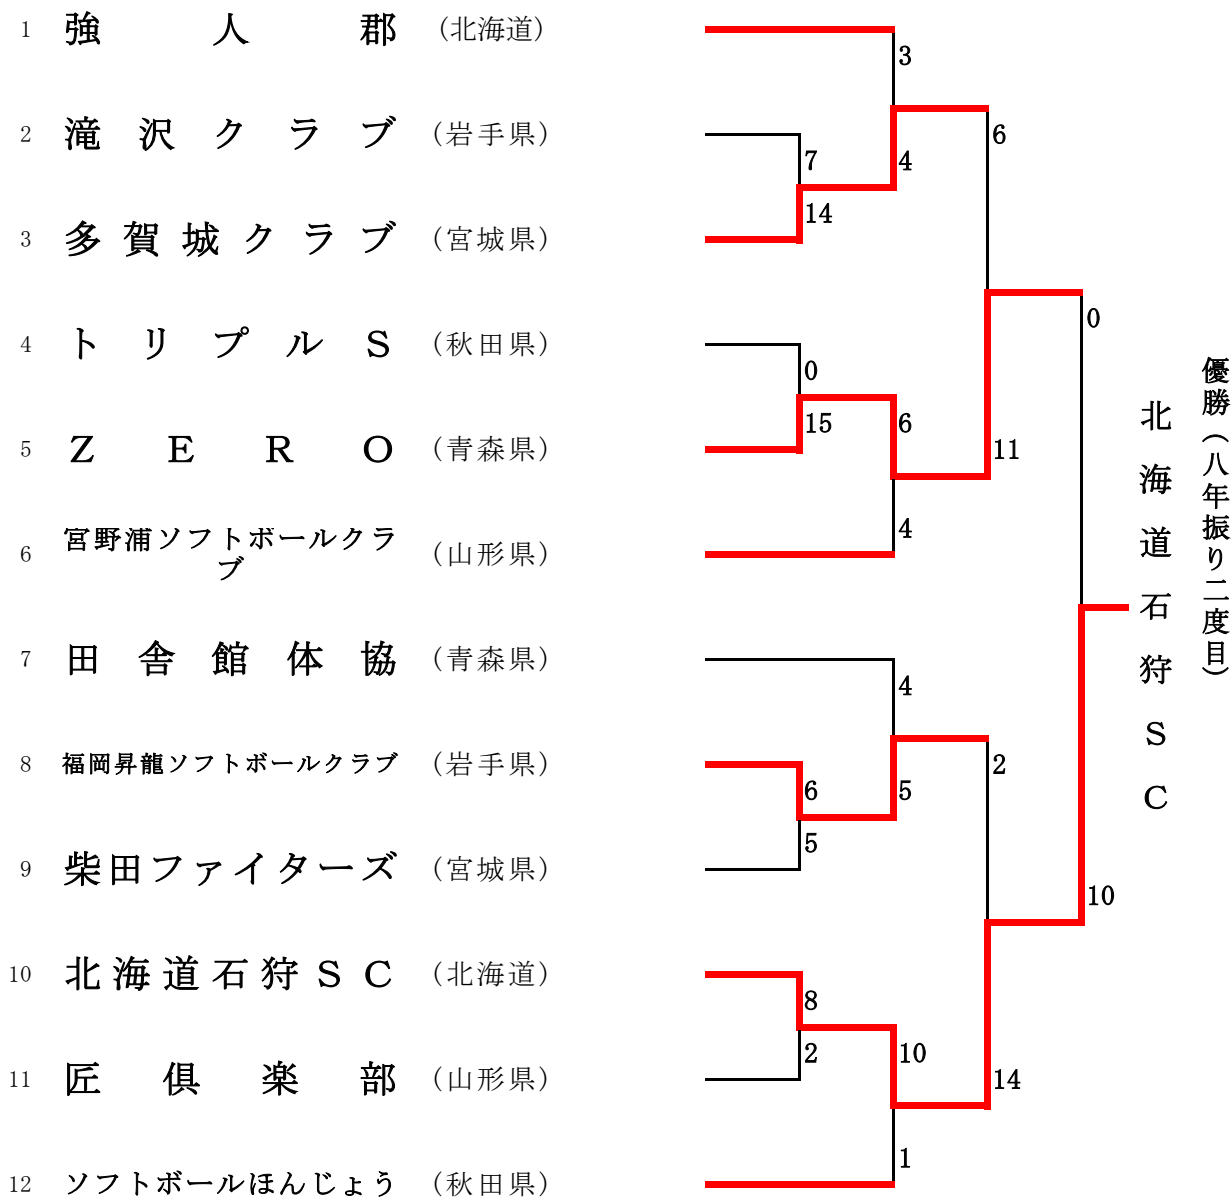 1 強人郡 (北海道)
2 滝沢クラブ (岩手県)
3 多賀城クラブ (宮城県)
4 トリプルS (秋田県)
5 ZERO (青森県)
6 宮野浦ソフトボールクラ
ブ (山形県)
7 田舎館体協 (青森県)
8 福岡昇龍ソフトボールクラブ (岩手県)
9 柴田ファイターズ (宮城県)
10 北海道石狩SC (北海道)
11 匠倶楽部 (山形県)
12 ソフトボールほんじょう (秋田県)
7
14
0
15
6
5
8
2
3
4
6
4
4
5
10
1
6
11
2
14
0
10
北海道石狩SC
優勝(八年振り二度目)